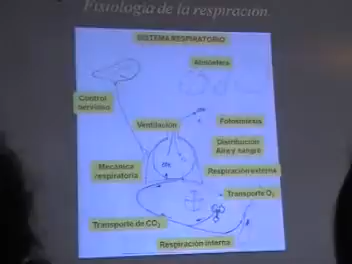 Fisiología de la respiración
SISTEMA RESPIRATORIO
Atmósfera
Control
nervioso
Ventilación
Fotosíntesis
Distribución
Aire y sangre
Mecánica
respiratoria
Respiración externa
Transporte O₂
Transporte de CO₂
Respiración interna